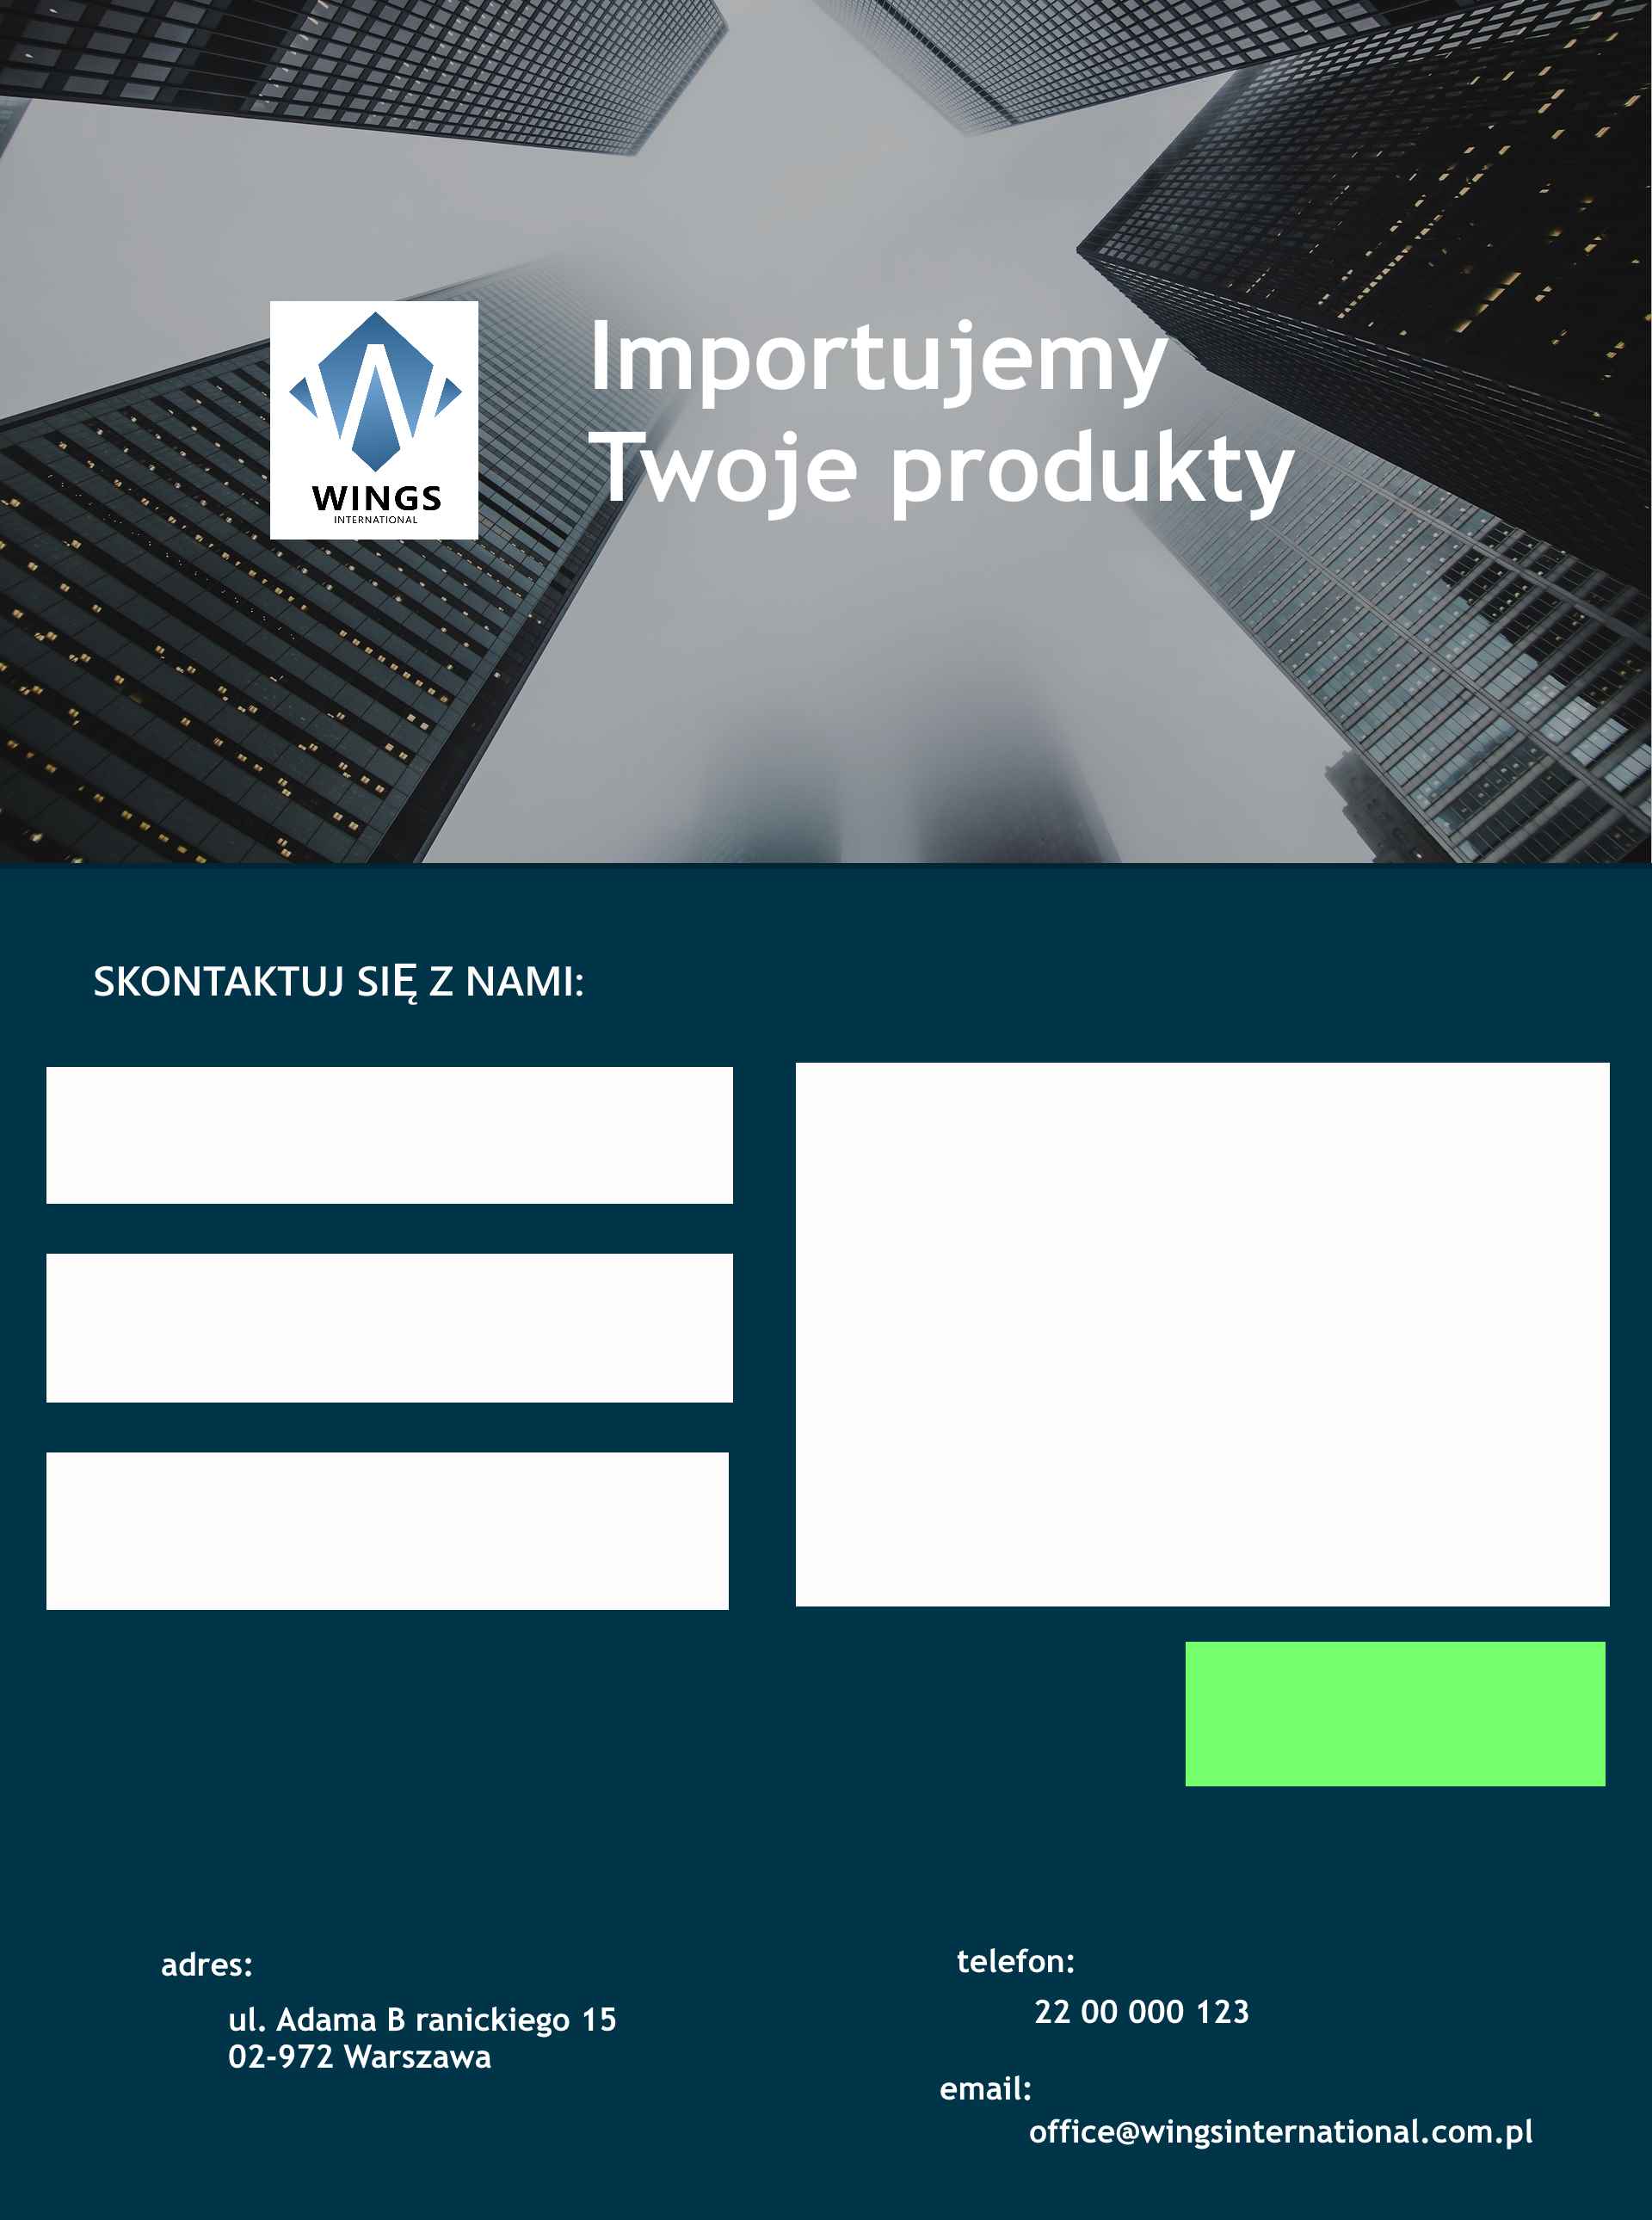 WINGS
INTERNATIONAL
Importujemy
Twoje produkty
SKONTAKTUJ SIĘ Z NAMI:
adres:
ul. Adama B ranickiego 15
02-972 Warszawa
telefon:
22 00 000 123
email:
office@wingsinternational.com.pl